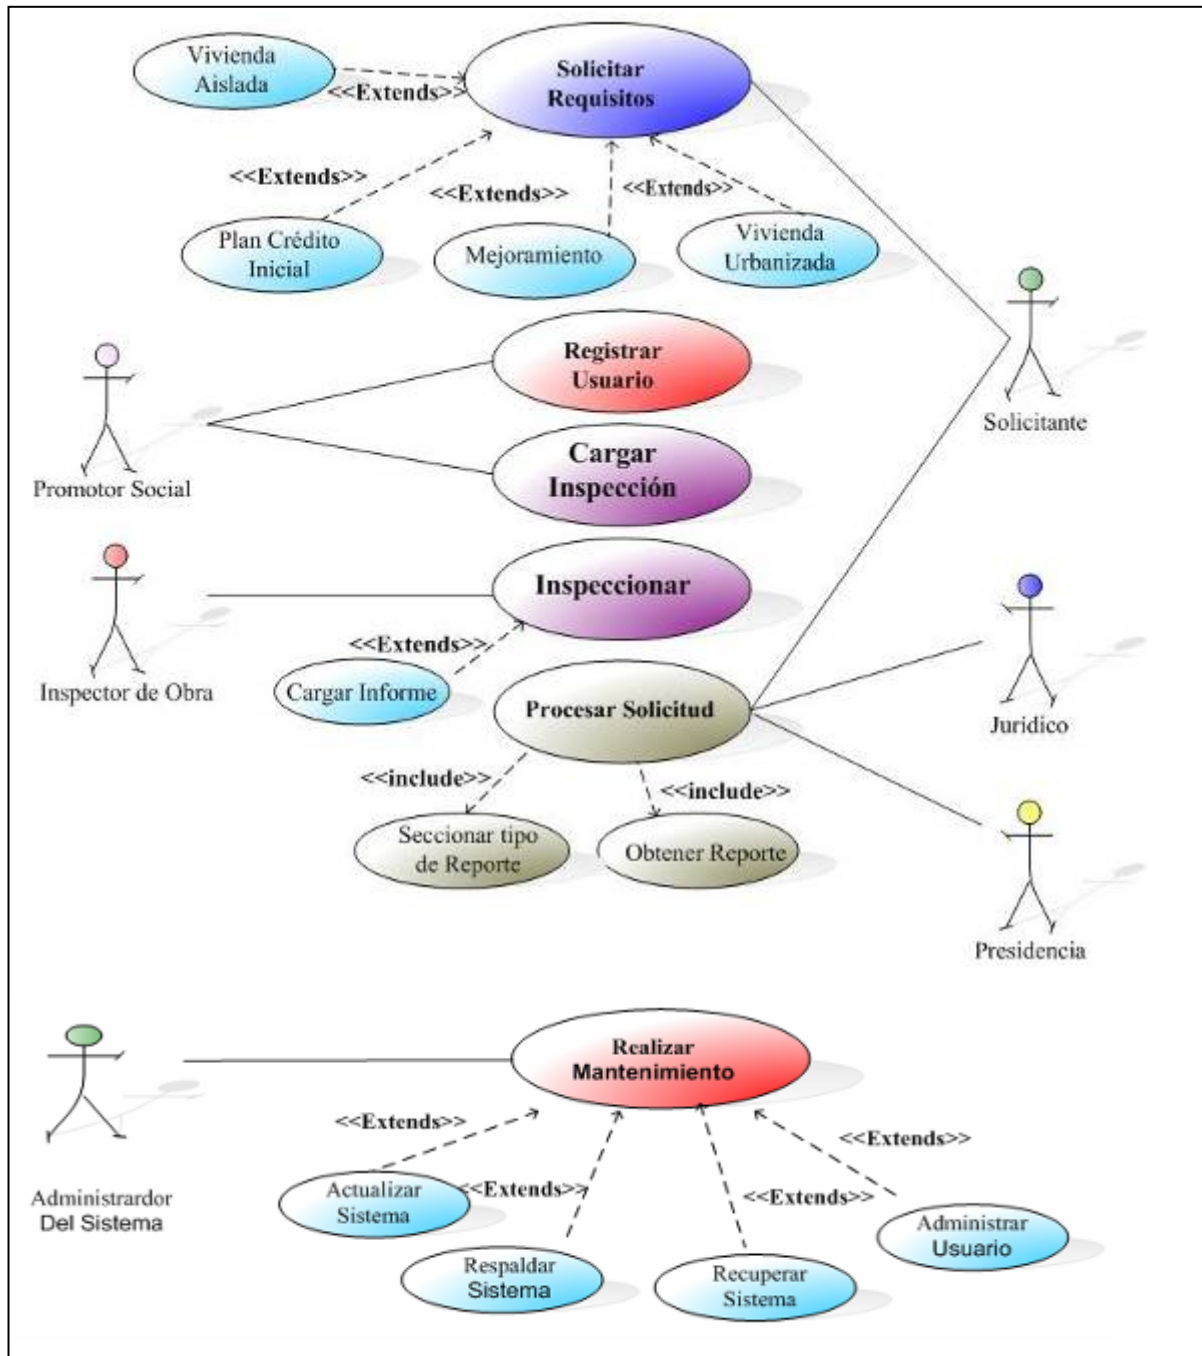 Vivienda
Aislada
<<Extends>>
Solicitar
Requisitos
<<Extends>>
<<Extends>>
<<Extends>>
Plan Crédito
Inicial
Mejoramiento
Vivienda
Urbanizada
Registrar
Usuario
Solicitante
Cargar
Inspección
Promotor Social
Inspeccionar
<<Extends>>
Inspector de Obra
Cargar Informe
Procesar Solicitud
Juridico
<<include>>
<<include>>
Seccionar tipo
de Reporte
Obtener Reporte
Presidencia
Realizar
Mantenimiento
<<Extends>>
<<Extends>>
Administrardor
Del Sistema
Actualizar
Sistema
<<Extends>>
<<Extends>>
Administrar
Usuario
Respaldar
Sistema
Recuperar
Sistema